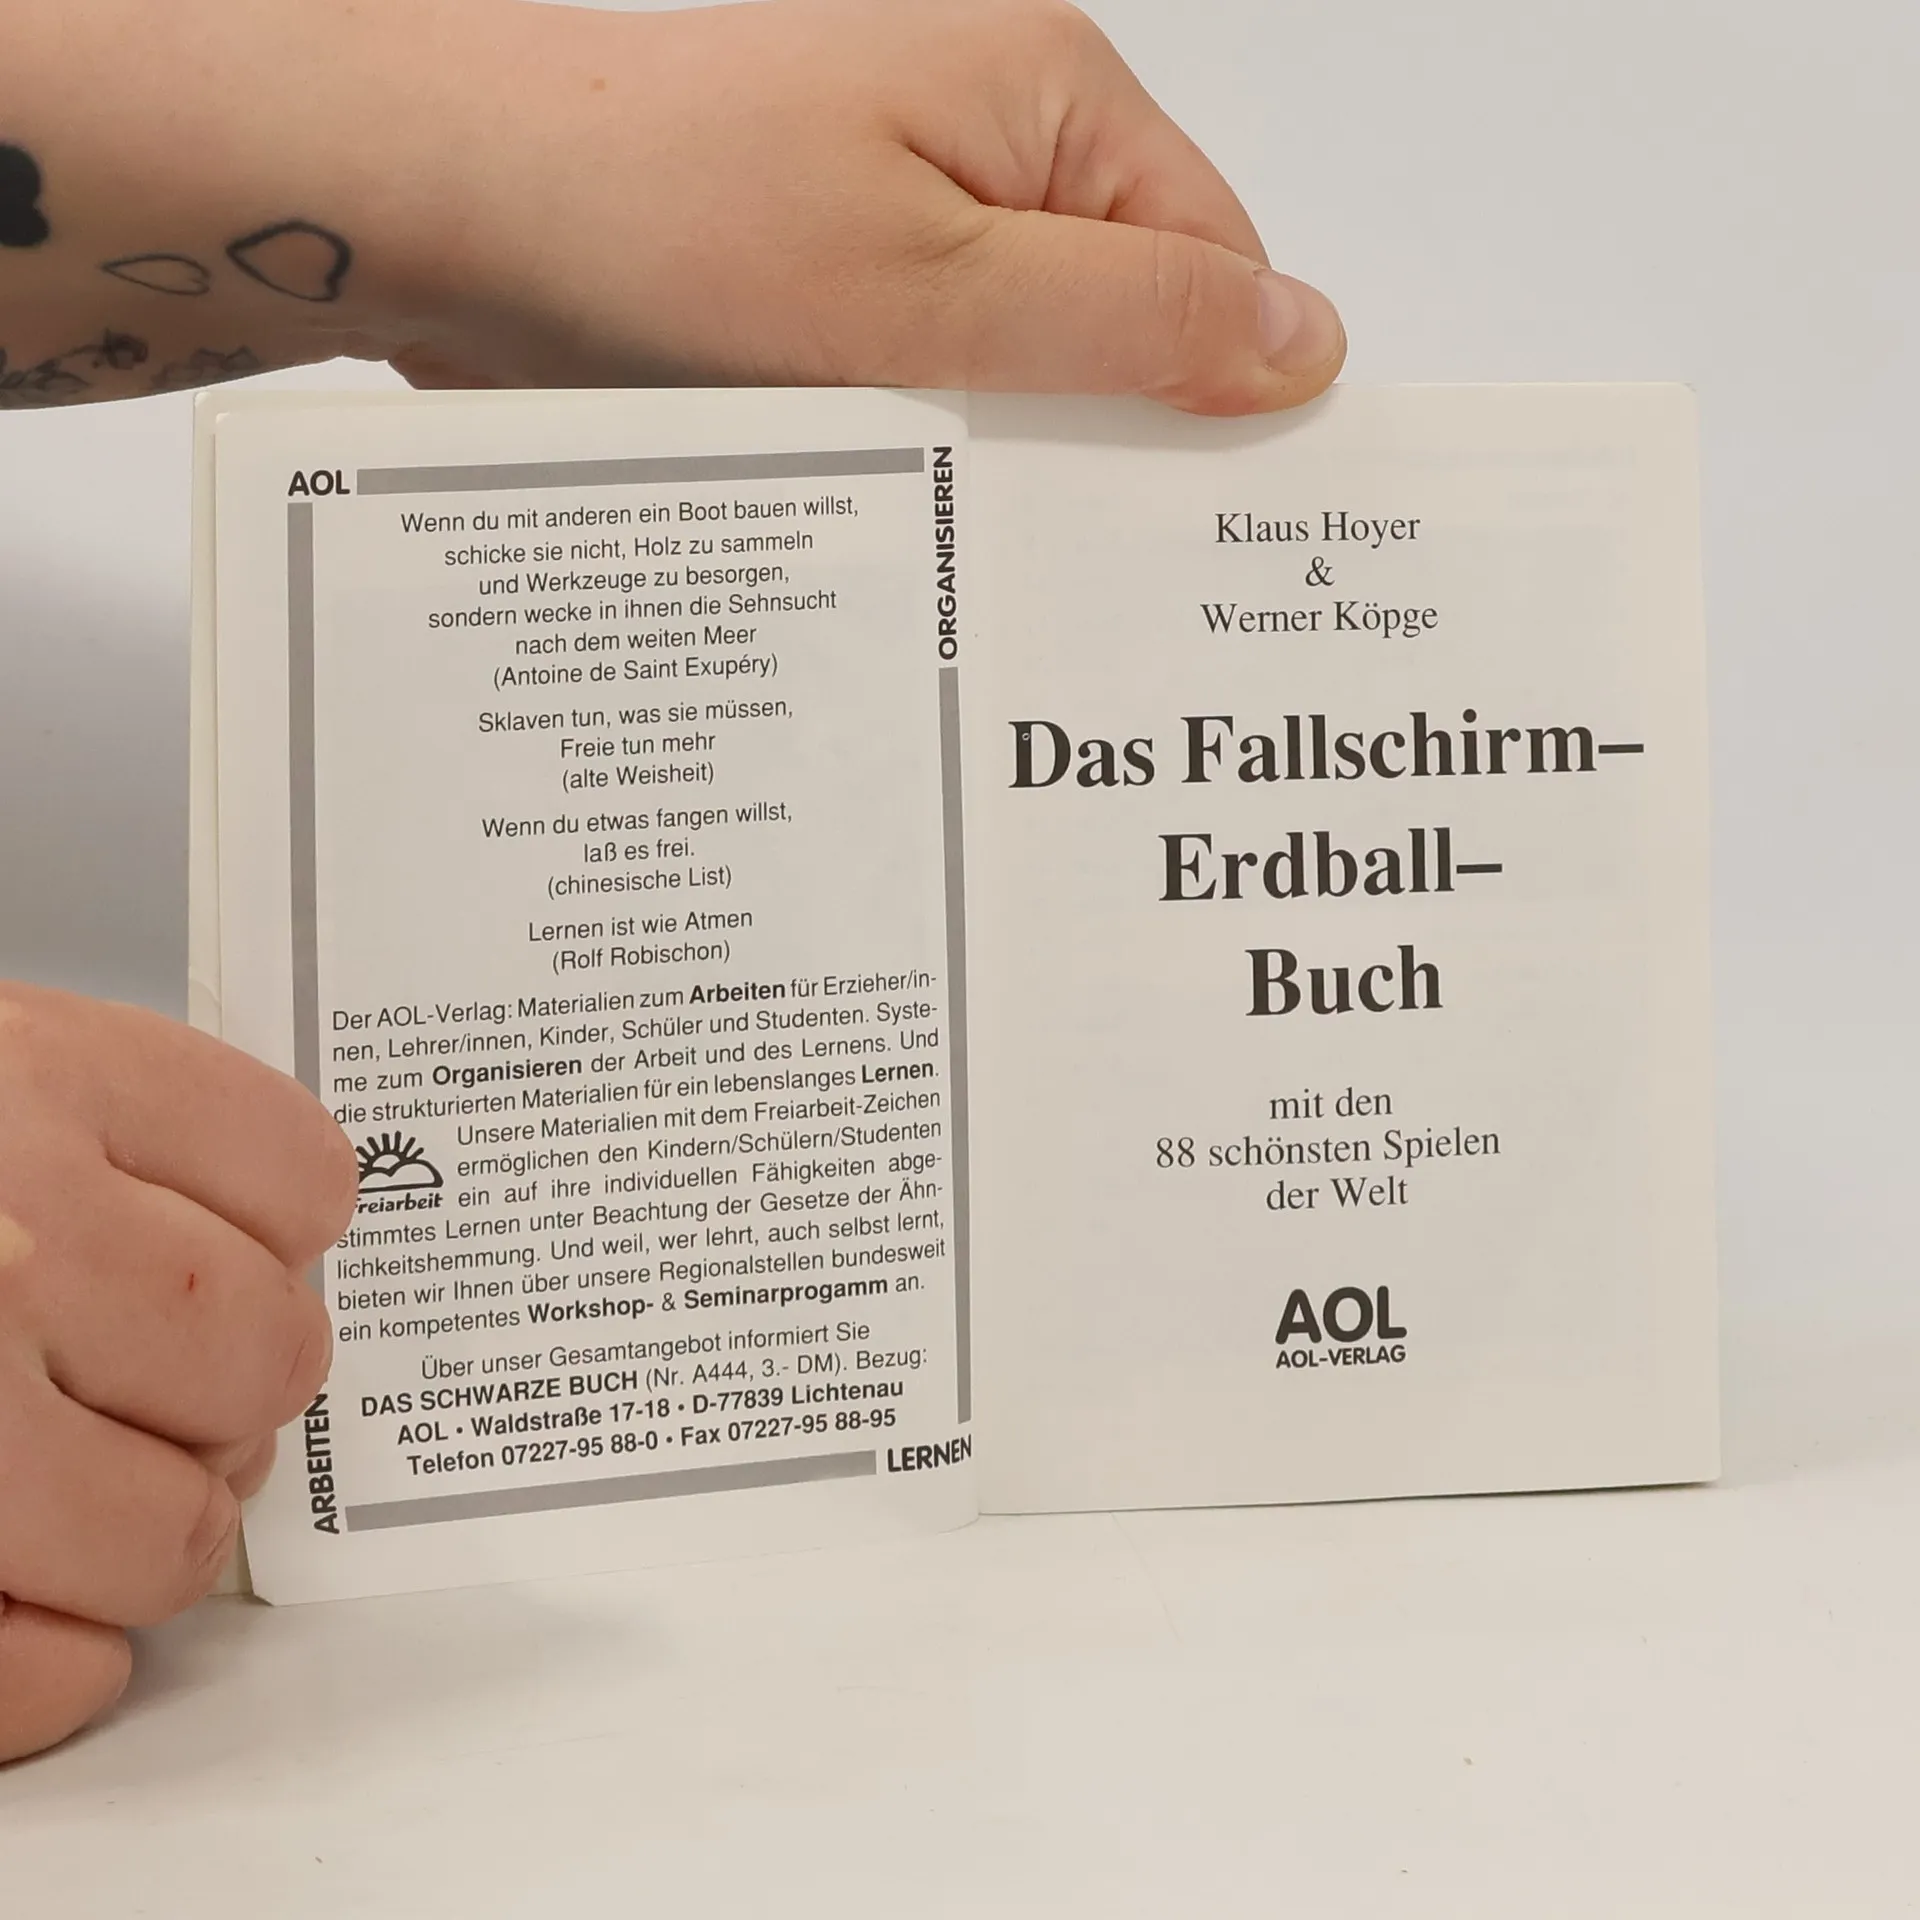 AOL
ORGANISIEREN
Wenn du mit anderen ein Boot bauen willst,
schicke sie nicht, Holz zu sammeln
und Werkzeuge zu besorgen,
sondern wecke in ihnen die Sehnsucht
nach dem weiten Meer
(Antoine de Saint Exupéry)
Sklaven tun, was sie müssen,
Freie tun mehr
(alte Weisheit)
Wenn du etwas fangen willst,
laß es frei.
(chinesische List)
Lernen ist wie Atmen
(Rolf Robischon)
Der AOL-Verlag: Materialien zum Arbeiten für Erzieher/in-
nen, Lehrer/innen, Kinder, Schüler und Studenten. Syste-
me zum Organisieren der Arbeit und des Lernens. Und
die strukturierten Materialien für ein lebenslanges Lernen.
Unsere Materialien mit dem Freiarbeit-Zeichen
ermöglichen den Kindern/Schülern/Studenten
ein auf ihre individuellen Fähigkeiten abge-
reiarbeit
stimmtes Lernen unter Beachtung der Gesetze der Ähn-
lichkeitshemmung. Und weil, wer lehrt, auch selbst lernt,
bieten wir Ihnen über unsere Regionalstellen bundesweit
ein kompetentes Workshop- & Seminarprogamm an.
Über unser Gesamtangebot informiert Sie
DAS SCHWARZE BUCH (Nr. A444, 3.- DM). Bezug:
AOL • Waldstraße 17-18 • D-77839 Lichtenau
Telefon 07227-95 88-0 • Fax 07227-95 88-95
ARBEITEN
LERNEN
Klaus Hoyer
&
Werner Köpge
Das Fallschirm–
Erdball–
Buch
mit den
88 schönsten Spielen
der Welt
AOL
AOL-VERLAG